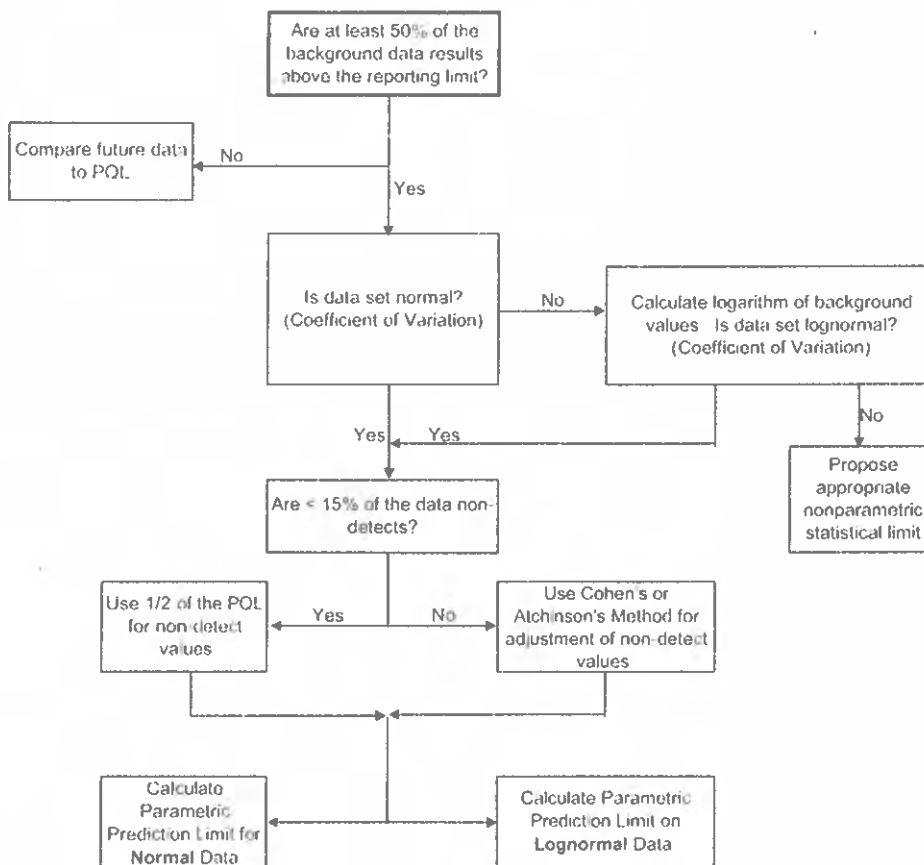 Are at least 50% of the
background data results
above the reporting limit?
Compare future data
to PQL
No
Yes
Is data set normal?
(Coefficient of Variation)
No
Calculate logarithm of background
values Is data set lognormal?
(Coefficient of Variation)
Yes
Yes
No
Propose
appropriate
nonparametric
statistical limit
Are < 15% of the data non-
detects?
Use 1/2 of the PQL
for non-detect
values
Yes
No
Use Cohen's or
Atchinson's Method for
adjustment of non-detect
values
Calculate
Parametric
Prediction Limit for
Normal Data
Calculate Parametric
Prediction Limit on
Lognormal Data